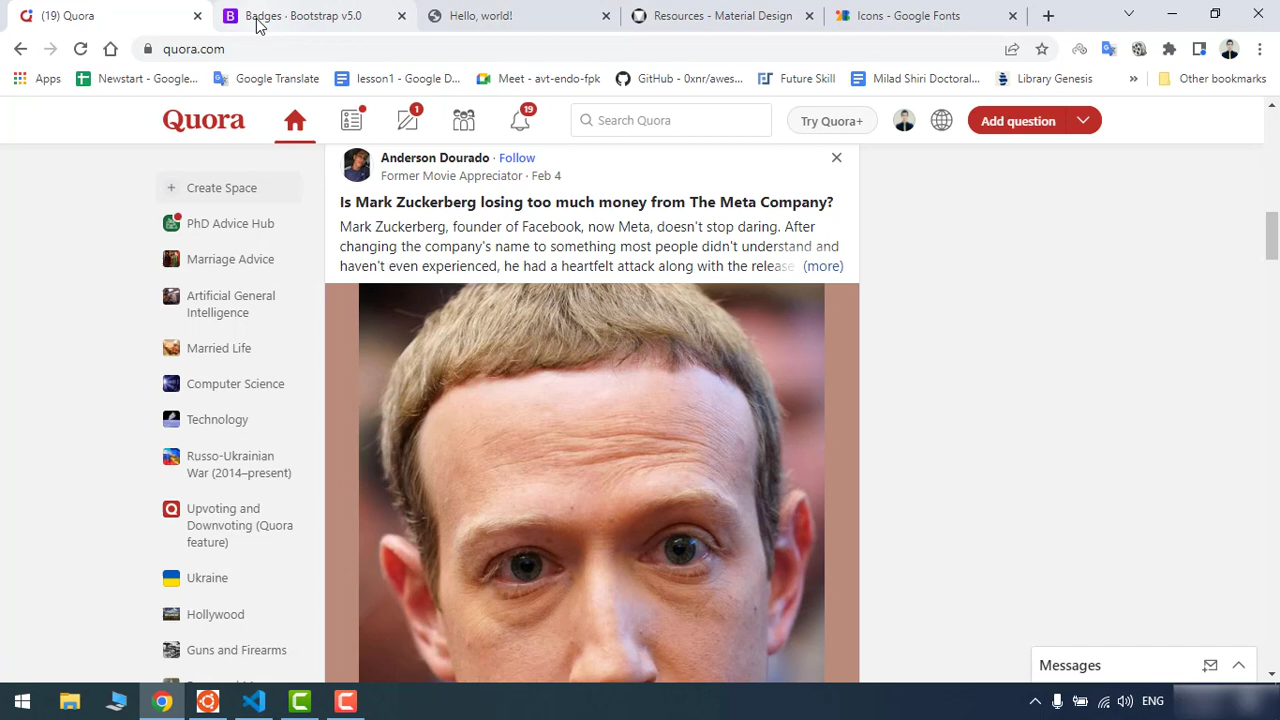 (19) Quora
Badges · Bootstrap v5.0
Hello, world!
Resources - Material Design
Icons - Google Fonts
quora.com
Apps
Newstart - Google...
Google Translate
lesson1 - Google D...
Meet - avt-endo-fpk
GitHub - 0xnr/awes...
Future Skill
Milad Shiri Doctoral...
Library Genesis
»
Other bookmarks
Quora
1
19
Search Quora
Try Quora+
Add question
Create Space
PhD Advice Hub
Marriage Advice
Artificial General
Intelligence
Married Life
Computer Science
Technology
Russo-Ukrainian
War (2014–present)
Upvoting and
Downvoting (Quora
feature)
Ukraine
Hollywood
Guns and Firearms
Anderson Dourado · Follow
Former Movie Appreciator · Feb 4
Is Mark Zuckerberg losing too much money from The Meta Company?
Mark Zuckerberg, founder of Facebook, now Meta, doesn't stop daring. After
changing the company's name to something most people didn't understand and
haven't even experienced, he had a heartfelt attack along with the release (more)
Messages
ENG